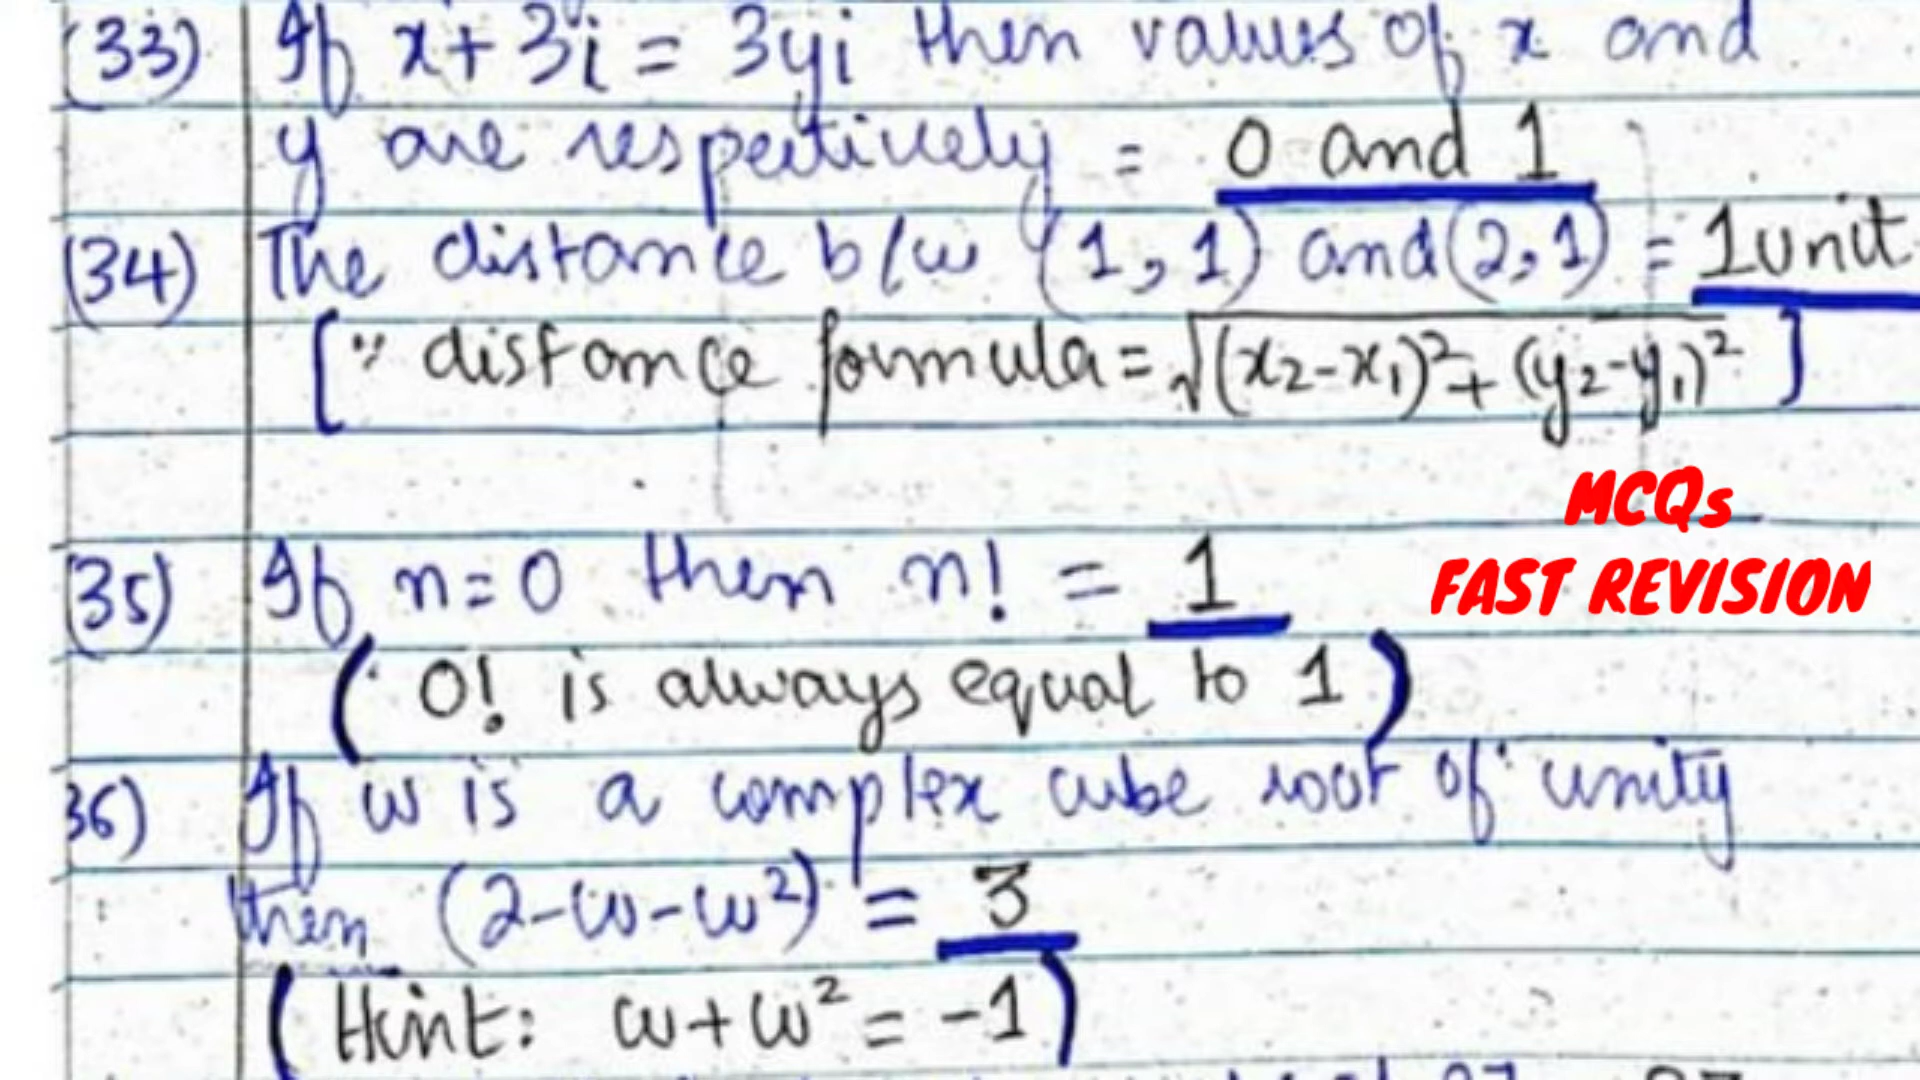 (33) If x + 3i = 3yi then values of x and
y are respectively = 0 and 1
(34) The distance b/w (1, 1) and (2, 1) = 1 unit
[∵ distance formula = √(x₂-x₁)² + (y₂-y₁)² ]
MCQs
FAST REVISION
(35) If n = 0 then n! = 1
( 0! is always equal to 1 )
36) If ω is a complex cube root of unity
then (2-ω-ω²) = 3
( Hint: ω + ω² = -1 )